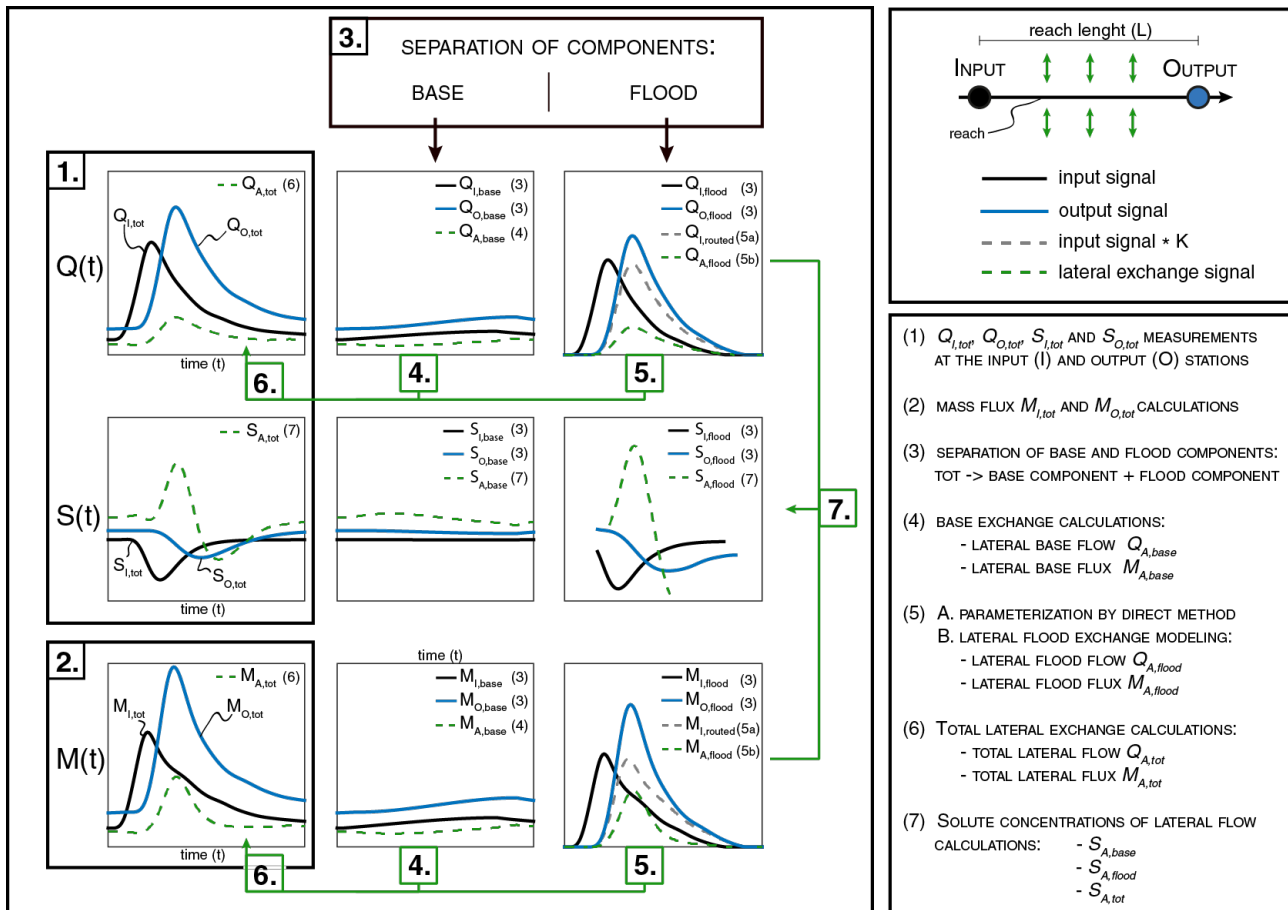 3.
SEPARATION OF COMPONENTS:
BASE
FLOOD
1.
Q(t)
Q_A,tot (6)
Q_I,tot
Q_O,tot
time (t)
Q_I,base (3)
Q_O,base (3)
Q_A,base (4)
Q_I,flood (3)
Q_O,flood (3)
Q_I,routed (5a)
Q_A,flood (5b)
6.
4.
5.
S(t)
S_A,tot (7)
S_I,tot
S_O,tot
time (t)
S_I,base (3)
S_O,base (3)
S_A,base (7)
S_I,flood (3)
S_O,flood (3)
S_A,flood (7)
7.
2.
M(t)
M_A,tot (6)
M_I,tot
M_O,tot
time (t)
time (t)
M_I,base (3)
M_O,base (3)
M_A,base (4)
M_I,flood (3)
M_O,flood (3)
M_I,routed (5a)
M_A,flood (5b)
6.
4.
5.
reach lenght (L)
INPUT
OUTPUT
reach
input signal
output signal
input signal * K
lateral exchange signal
(1) Q_I,tot, Q_O,tot, S_I,tot AND S_O,tot MEASUREMENTS
AT THE INPUT (I) AND OUTPUT (O) STATIONS
(2) MASS FLUX M_I,tot AND M_O,tot CALCULATIONS
(3) SEPARATION OF BASE AND FLOOD COMPONENTS:
TOT -> BASE COMPONENT + FLOOD COMPONENT
(4) BASE EXCHANGE CALCULATIONS:
- LATERAL BASE FLOW Q_A,base
- LATERAL BASE FLUX M_A,base
(5) A. PARAMETERIZATION BY DIRECT METHOD
B. LATERAL FLOOD EXCHANGE MODELING:
- LATERAL FLOOD FLOW Q_A,flood
- LATERAL FLOOD FLUX M_A,flood
(6) TOTAL LATERAL EXCHANGE CALCULATIONS:
- TOTAL LATERAL FLOW Q_A,tot
- TOTAL LATERAL FLUX M_A,tot
(7) SOLUTE CONCENTRATIONS OF LATERAL FLOW
CALCULATIONS: - S_A,base
- S_A,flood
- S_A,tot